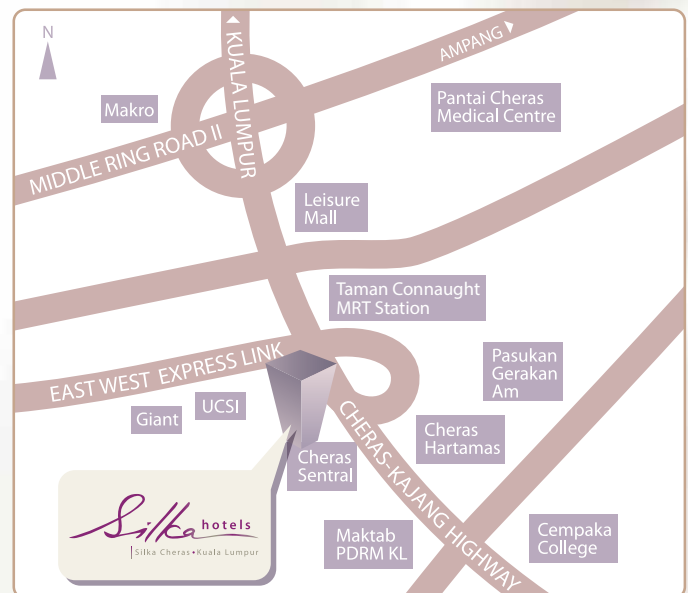 N
KUALA LUMPUR
AMPANG
Makro
Pantai Cheras
Medical Centre
MIDDLE RING ROAD II
Leisure
Mall
Taman Connaught
MRT Station
EAST WEST EXPRESS LINK
Pasukan
Gerakan
Am
Giant
UCSI
CHERAS-KAJANG HIGHWAY
Cheras
Hartamas
Cheras
Sentral
Silka hotels
Silka Cheras•Kuala Lumpur
Maktab
PDRM KL
Cempaka
College